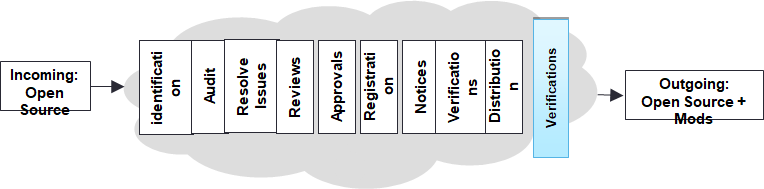 Incoming:
Open
Source
identificati
on
Audit
Resolve
Issues
Reviews
Approvals
Registrati
on
Notices
Verificatio
ns
Distributio
n
Verifications
Outgoing:
Open Source +
Mods